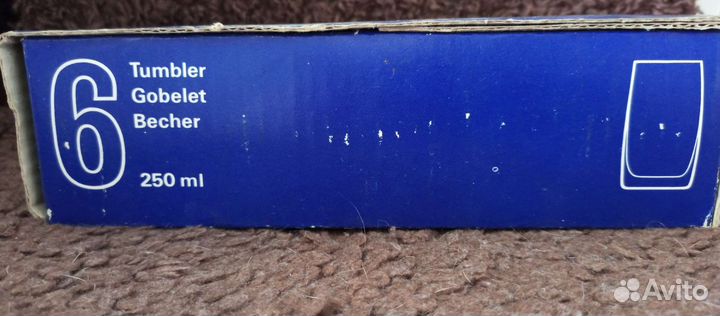 6
Tumbler
Gobelet
Becher
250 ml
Avito